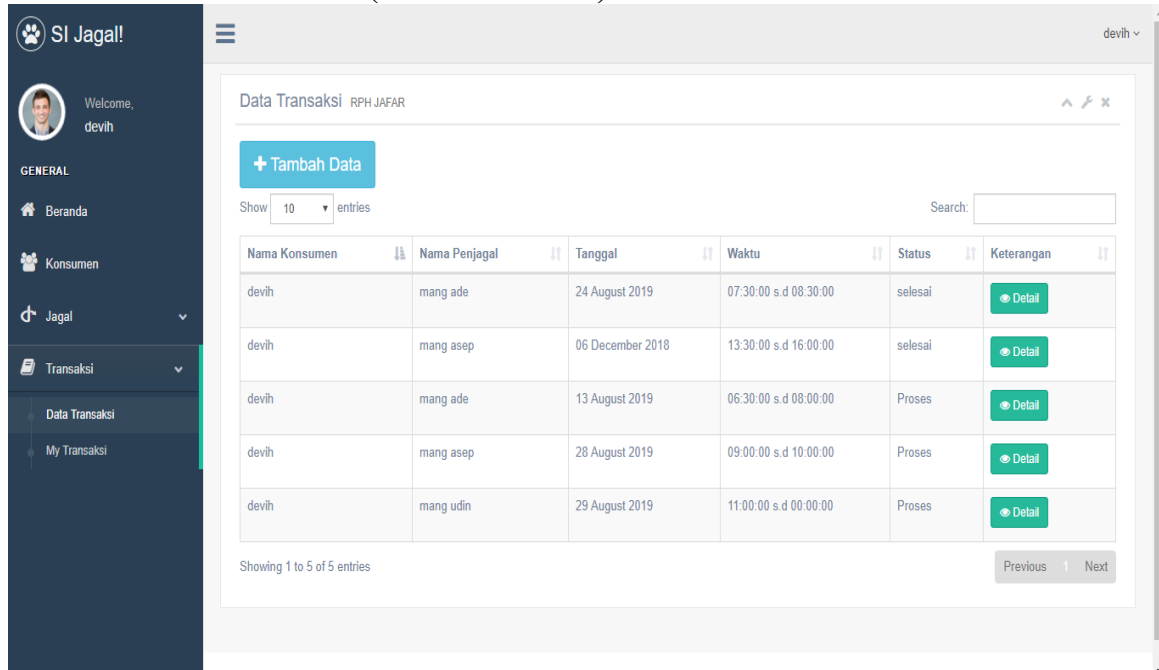 SI Jagal!
devih
Welcome,
devih
GENERAL
Beranda
Konsumen
Jagal
Transaksi
Data Transaksi
My Transaksi
Data Transaksi RPH JAFAR
+ Tambah Data
Show 10 entries
Search:
Nama Konsumen Nama Penjagal Tanggal Waktu Status Keterangan
devih mang ade 24 August 2019 07:30:00 s.d 08:30:00 selesai Detail
devih mang asep 06 December 2018 13:30:00 s.d 16:00:00 selesai Detail
devih mang ade 13 August 2019 06:30:00 s.d 08:00:00 Proses Detail
devih mang asep 28 August 2019 09:00:00 s.d 10:00:00 Proses Detail
devih mang udin 29 August 2019 11:00:00 s.d 00:00:00 Proses Detail
Showing 1 to 5 of 5 entries
Previous 1 Next